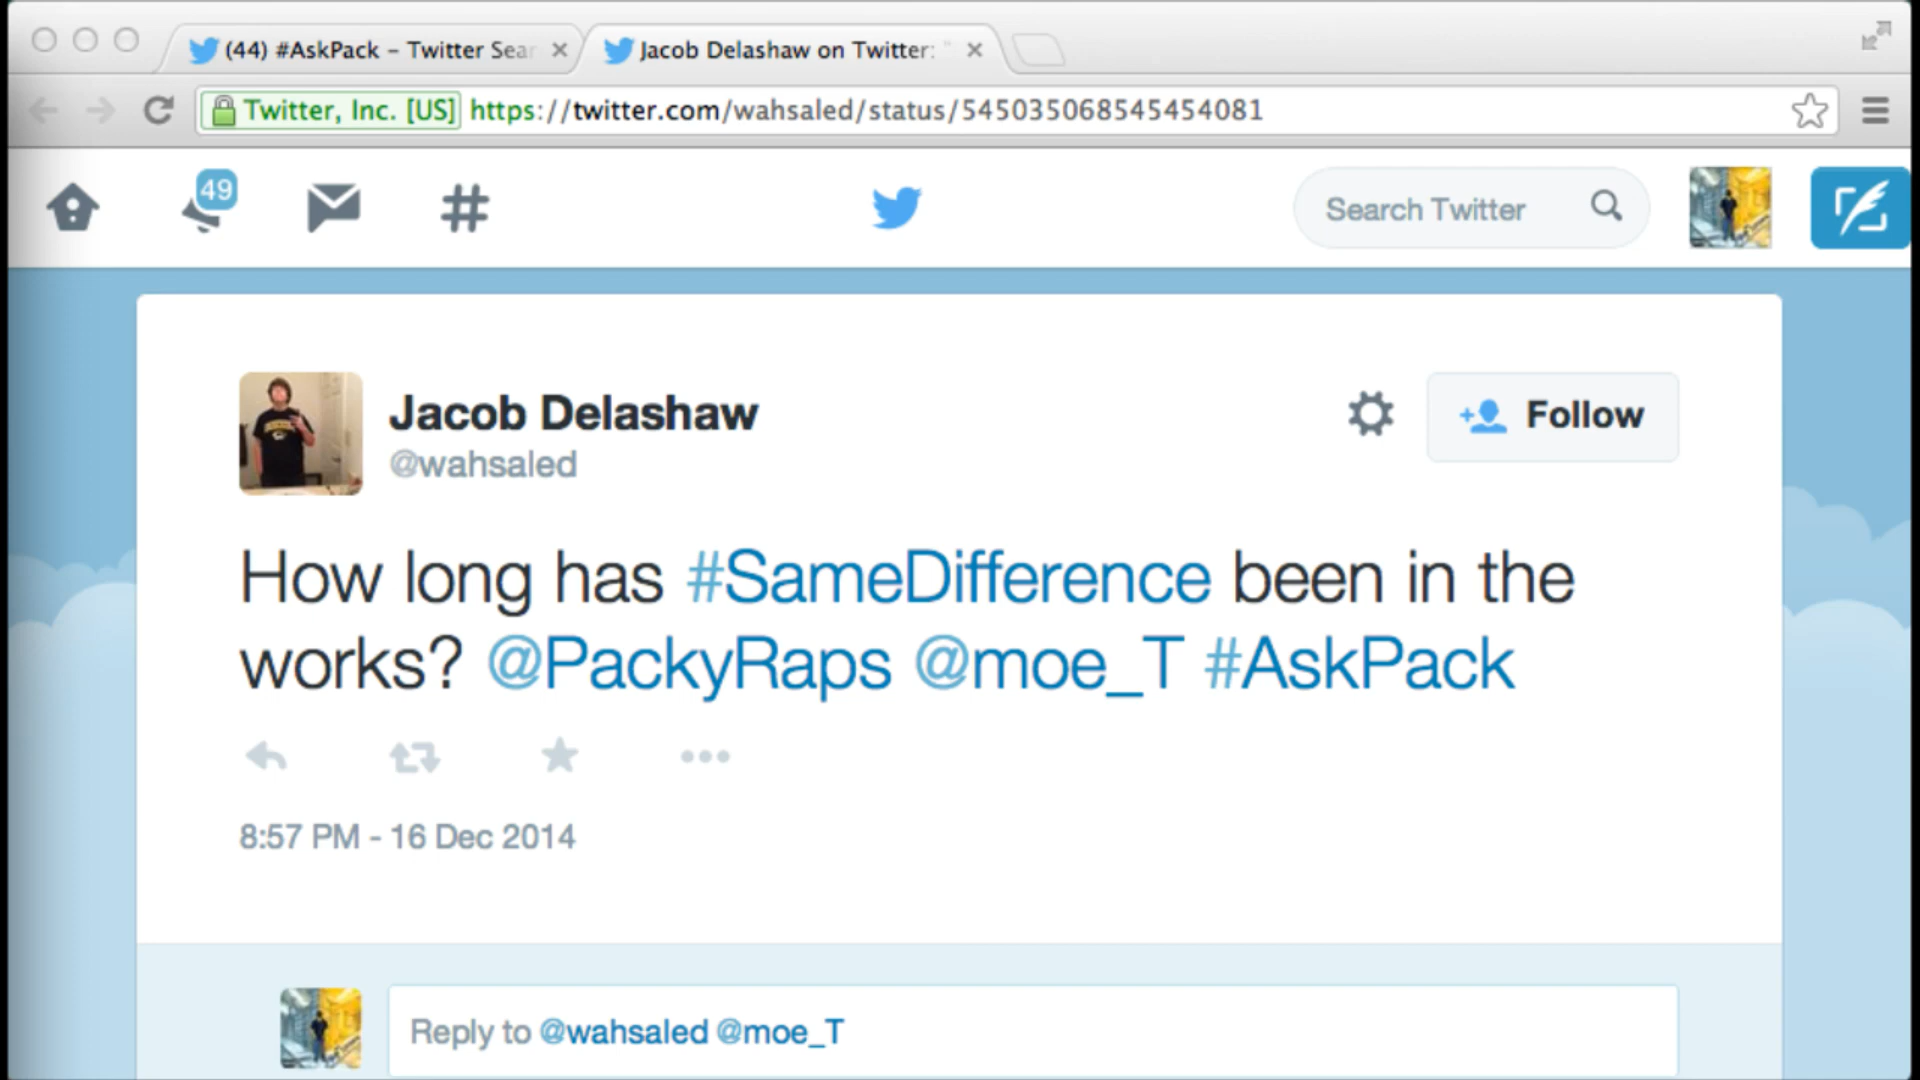 (44) #AskPack – Twitter Sear
Jacob Delashaw on Twitter: "
Twitter, Inc. [US] https://twitter.com/wahsaled/status/545035068545454081
49
Search Twitter
Jacob Delashaw
@wahsaled
Follow
How long has #SameDifference been in the
works? @PackyRaps @moe_T #AskPack
8:57 PM - 16 Dec 2014
Reply to @wahsaled @moe_T